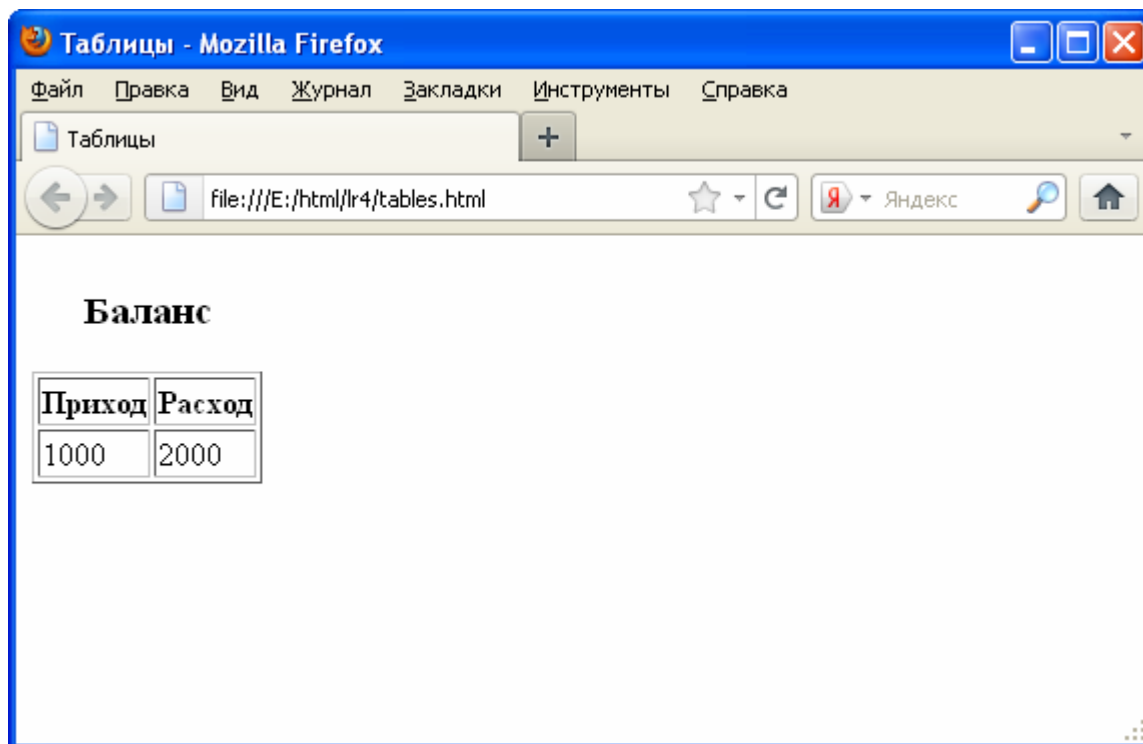 Таблицы - Mozilla Firefox
Файл Правка Вид Журнал Закладки Инструменты Справка
Таблицы
file:///E:/html/lr4/tables.html Яндекс
Баланс
Приход Расход
1000 2000